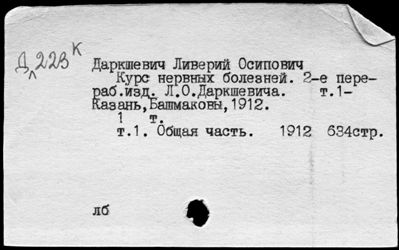 Д 223 К
Даркшевич Ливерий Осипович
Курс нервных болезней. 2-е пере-
раб.изд. Л.О.Даркшевича. т.1-
Казань,Башмаковы,1912.
1 т.
т.1. Общая часть. 1912 634стр.
лб